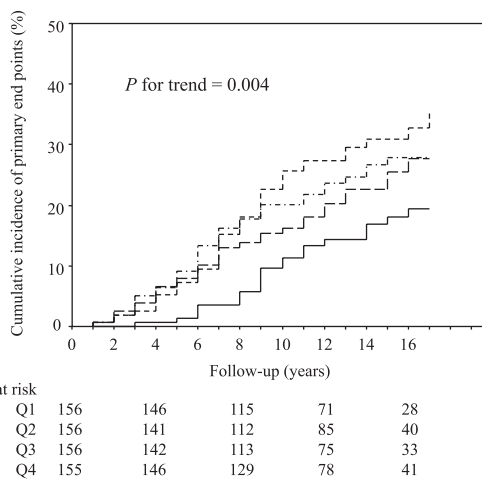 Cumulative incidence of primary end points (%)
50
40
30
20
10
0
P for trend = 0.004
0 2 4 6 8 10 12 14 16
Follow-up (years)
at risk
Q1 156 146 115 71 28
Q2 156 141 112 85 40
Q3 156 142 113 75 33
Q4 155 146 129 78 41